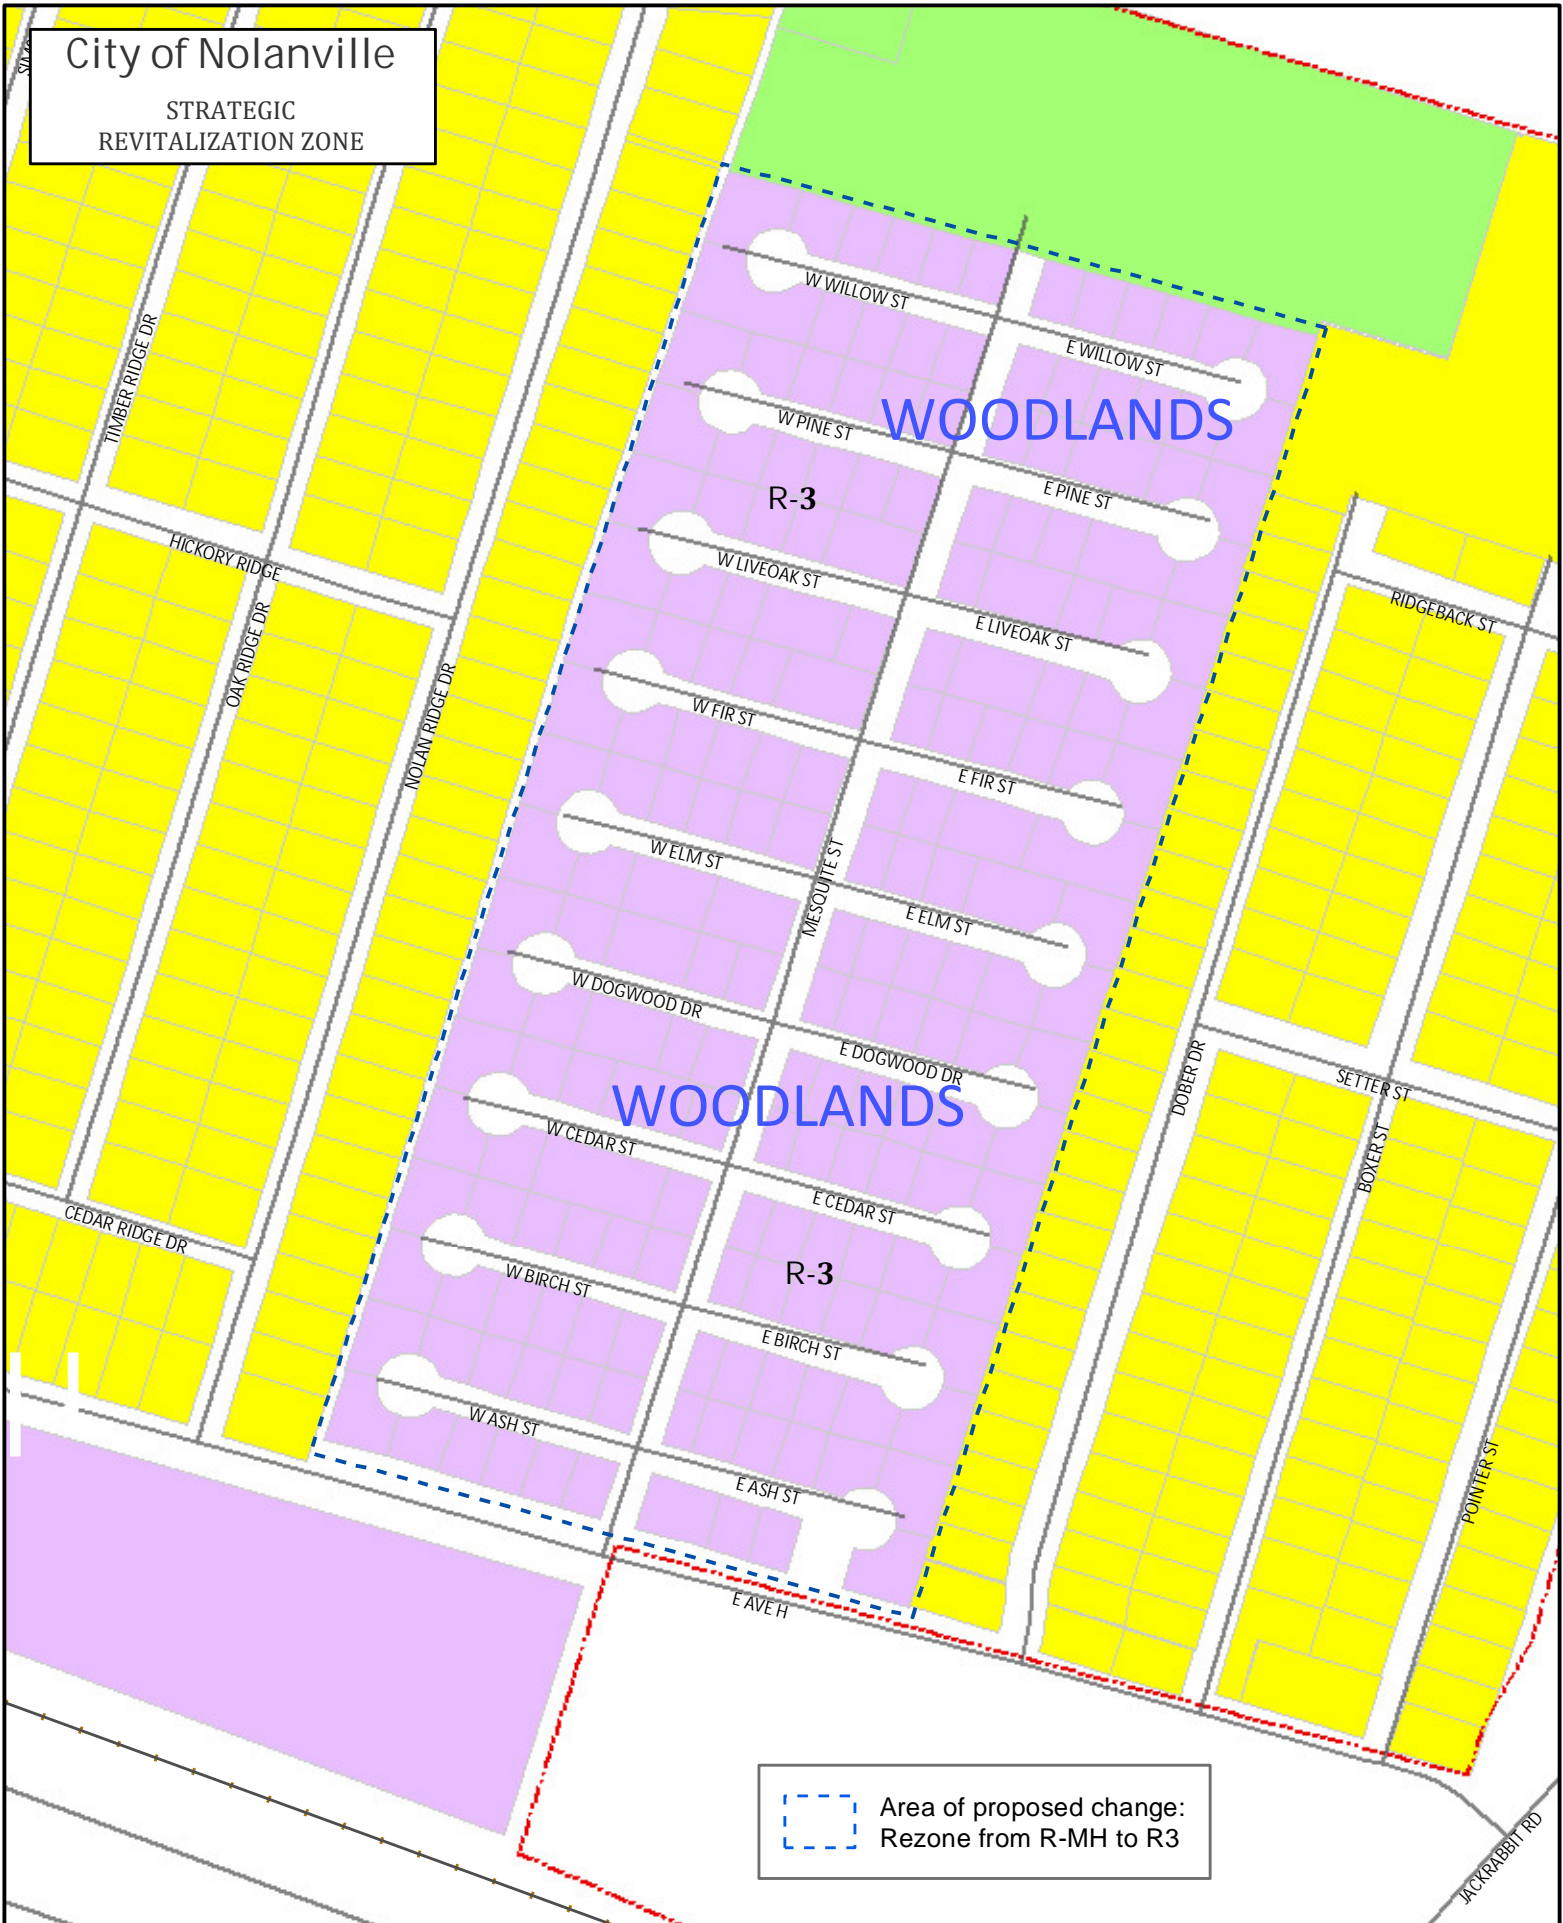 City of Nolanville
STRATEGIC
REVITALIZATION ZONE
W WILLOW ST
E WILLOW ST
WOODLANDS
W PINE ST
E PINE ST
R-3
TIMBER RIDGE DR
HICKORY RIDGE
W LIVEOAK ST
E LIVEOAK ST
RIDGEBACK ST
OAK RIDGE DR
NOLAN RIDGE DR
W FIR ST
E FIR ST
W ELM ST
MESQUITE ST
E ELM ST
W DOGWOOD DR
E DOGWOOD DR
DOBER DR
SETTER ST
WOODLANDS
W CEDAR ST
E CEDAR ST
BOXER ST
CEDAR RIDGE DR
W BIRCH ST
R-3
E BIRCH ST
W ASH ST
E ASH ST
POINTER ST
E AVE H
Area of proposed change:
Rezone from R-MH to R3
JACKRABBIT RD